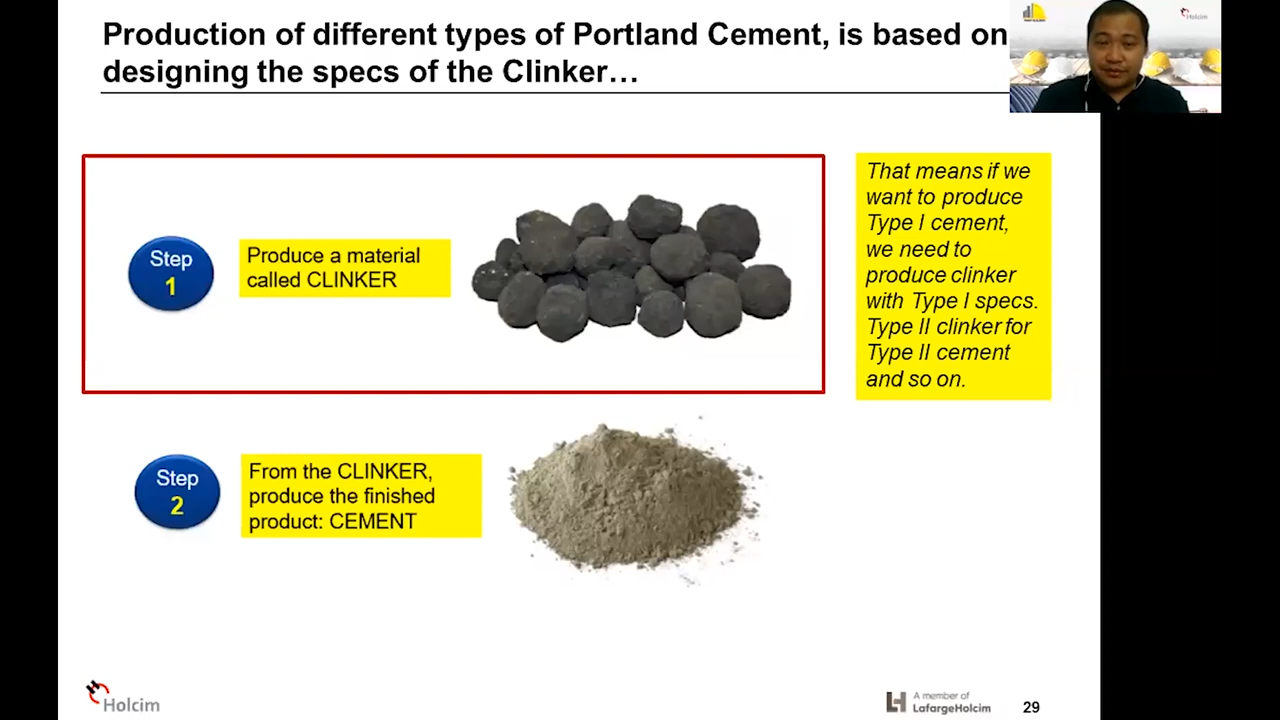 Production of different types of Portland Cement, is based on
designing the specs of the Clinker…
Holcim
Step
1
Produce a material
called CLINKER
That means if we
want to produce
Type I cement,
we need to
produce clinker
with Type I specs.
Type II clinker for
Type II cement
and so on.
Step
2
From the CLINKER,
produce the finished
product: CEMENT
Holcim
A member of
LafargeHolcim
29